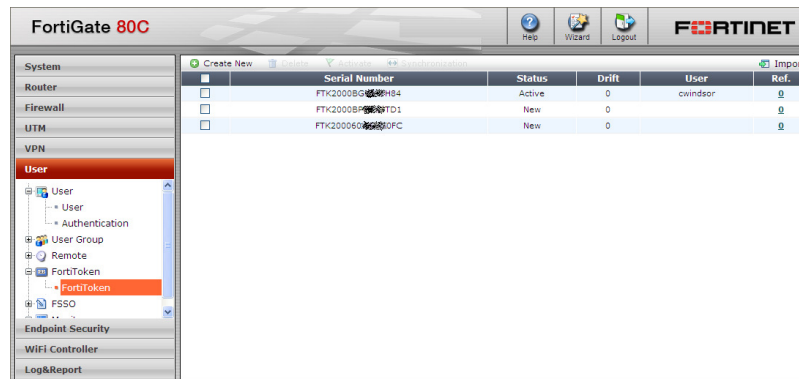 FortiGate 80C
Help
Wizard
Logout
FORTINET
System
Router
Firewall
UTM
VPN
User
User
User
Authentication
User Group
Remote
FortiToken
FortiToken
FSSO
Endpoint Security
WiFi Controller
Log&Report
Create New Delete Activate Synchronization Impor
Serial Number Status Drift User Ref.
Active 0 cwindsor 0
New 0 0
New 0 0